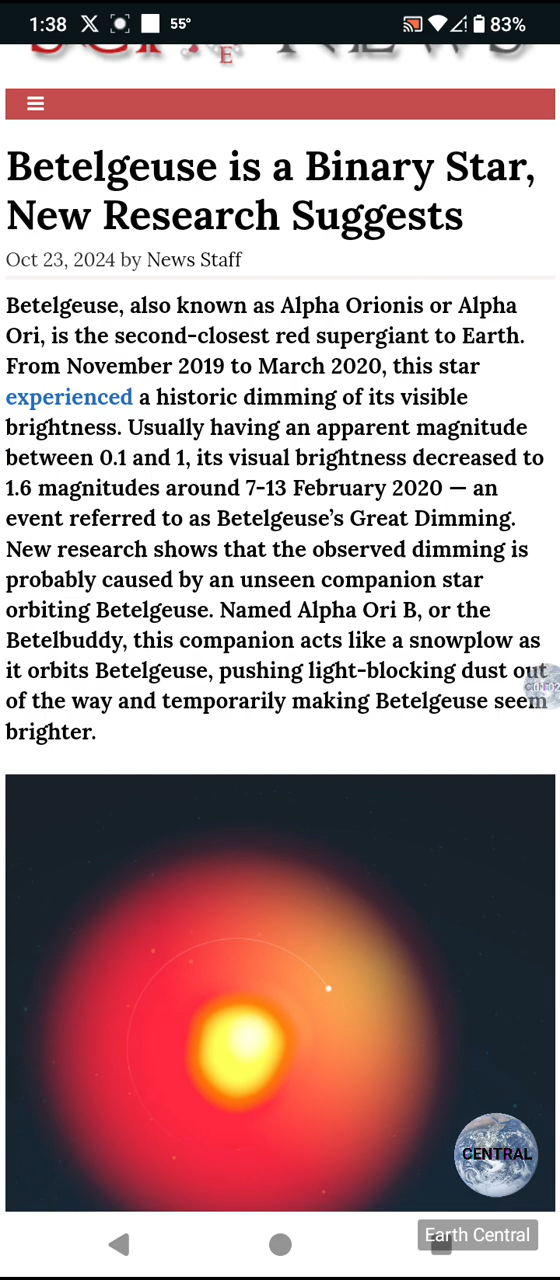 1:38 X 55° 83%
SCI NEWS
E
Betelgeuse is a Binary Star,
New Research Suggests
Oct 23, 2024 by News Staff
Betelgeuse, also known as Alpha Orionis or Alpha
Ori, is the second-closest red supergiant to Earth.
From November 2019 to March 2020, this star
experienced a historic dimming of its visible
brightness. Usually having an apparent magnitude
between 0.1 and 1, its visual brightness decreased to
1.6 magnitudes around 7-13 February 2020 — an
event referred to as Betelgeuse’s Great Dimming.
New research shows that the observed dimming is
probably caused by an unseen companion star
orbiting Betelgeuse. Named Alpha Ori B, or the
Betelbuddy, this companion acts like a snowplow as
it orbits Betelgeuse, pushing light-blocking dust out
of the way and temporarily making Betelgeuse seem
brighter.
CENTRAL
Earth Central